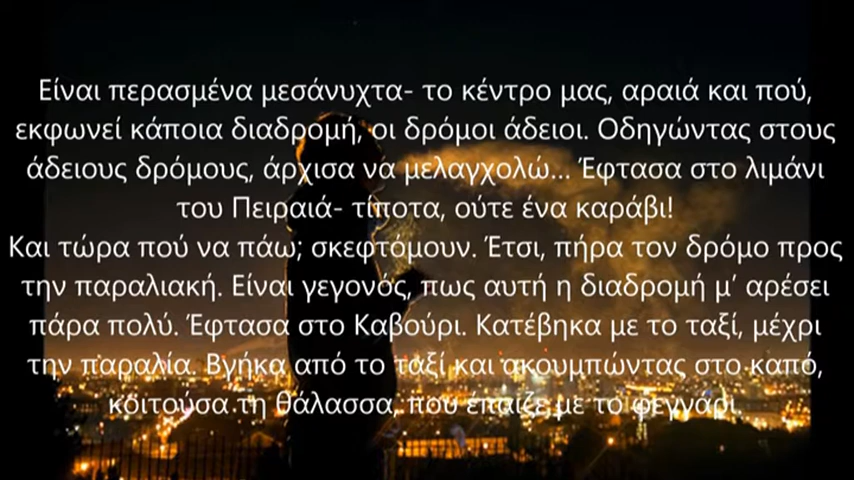 Είναι περασμένα μεσάνυχτα- το κέντρο μας, αραιά και πού,
εκφωνεί κάποια διαδρομή, οι δρόμοι άδειοι. Οδηγώντας στους
άδειους δρόμους, άρχισα να μελαγχολώ... Έφτασα στο λιμάνι
του Πειραιά- τίποτα, ούτε ένα καράβι!
Και τώρα πού να πάω; σκεφτόμουν. Έτσι, πήρα τον δρόμο προς
την παραλιακή. Είναι γεγονός, πως αυτή η διαδρομή μ’ αρέσει
πάρα πολύ. Έφτασα στο Καβούρι. Κατέβηκα με το ταξί, μέχρι
την παραλία. Βγήκα από το ταξί και ακουμπώντας στο καπό,
κοιτούσα τη θάλασσα, που έπαιζε με το φεγγάρι.